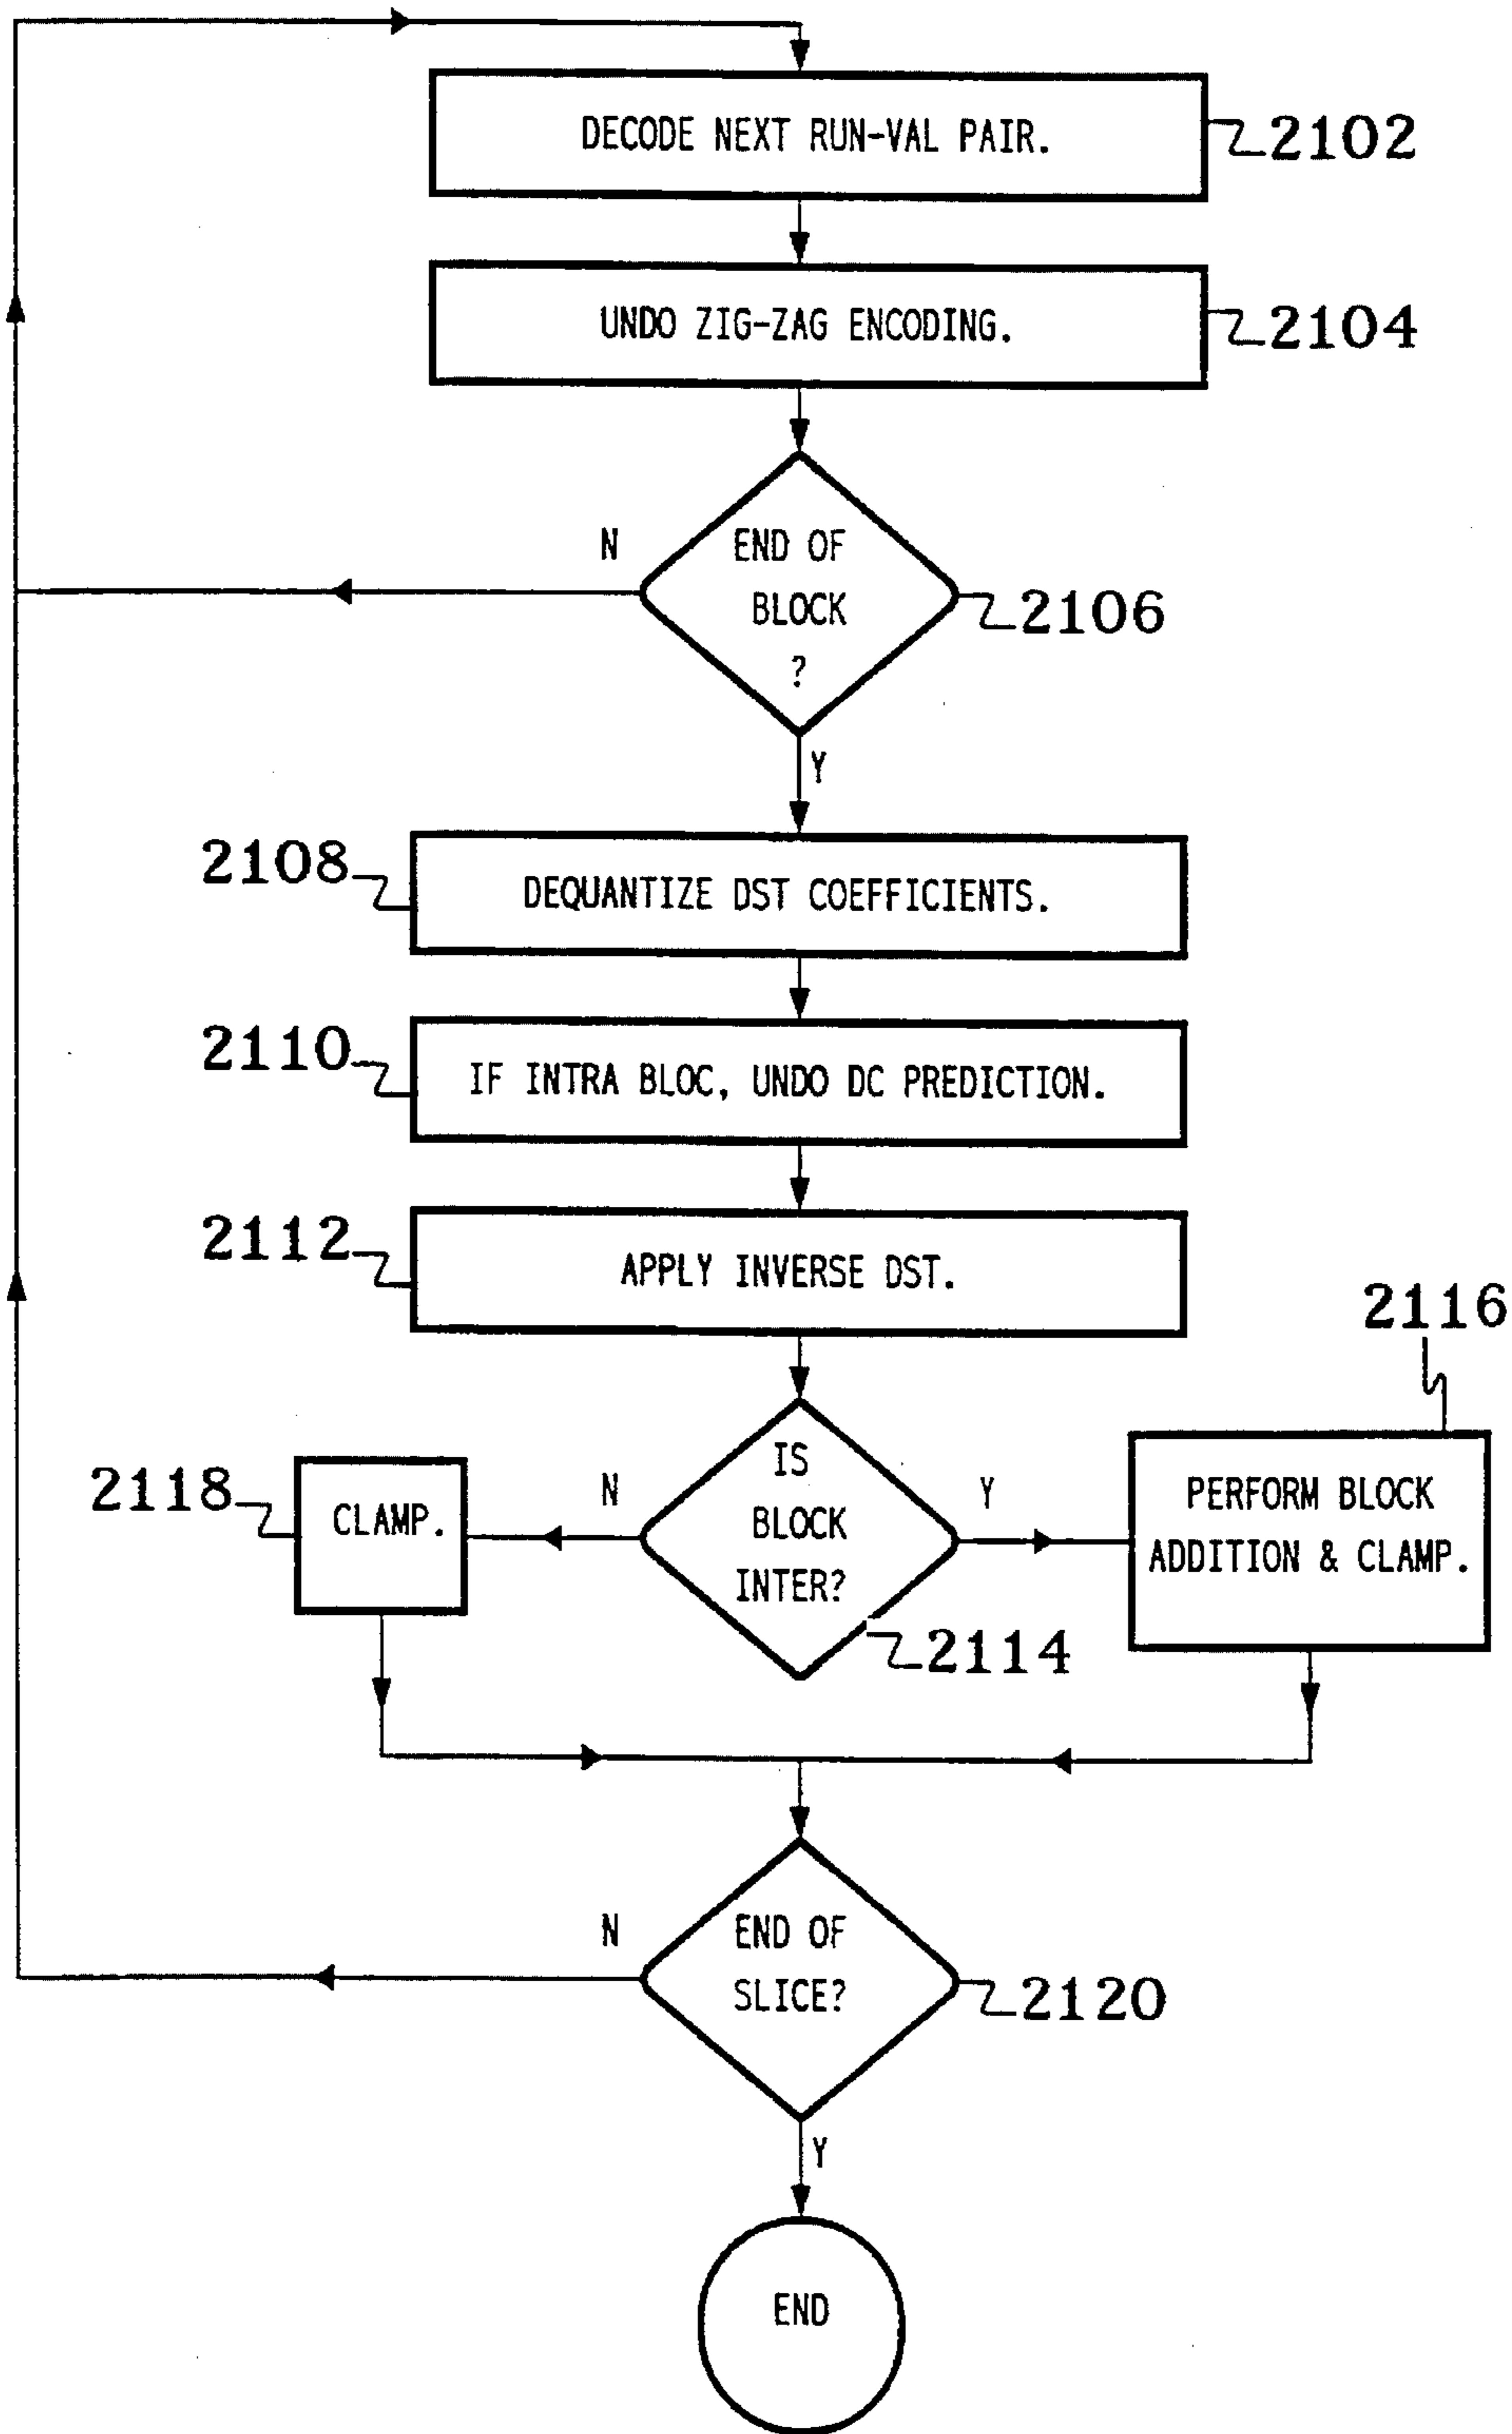 DECODE NEXT RUN-VAL PAIR.
2102
UNDO ZIG-ZAG ENCODING.
2104
N
END OF
BLOCK
?
2106
Y
2108
DEQUANTIZE DST COEFFICIENTS.
2110
IF INTRA BLOC, UNDO DC PREDICTION.
2112
APPLY INVERSE DST.
2116
2118
CLAMP.
N
IS
BLOCK
INTER?
Y
PERFORM BLOCK
ADDITION & CLAMP.
2114
N
END OF
SLICE?
2120
Y
END